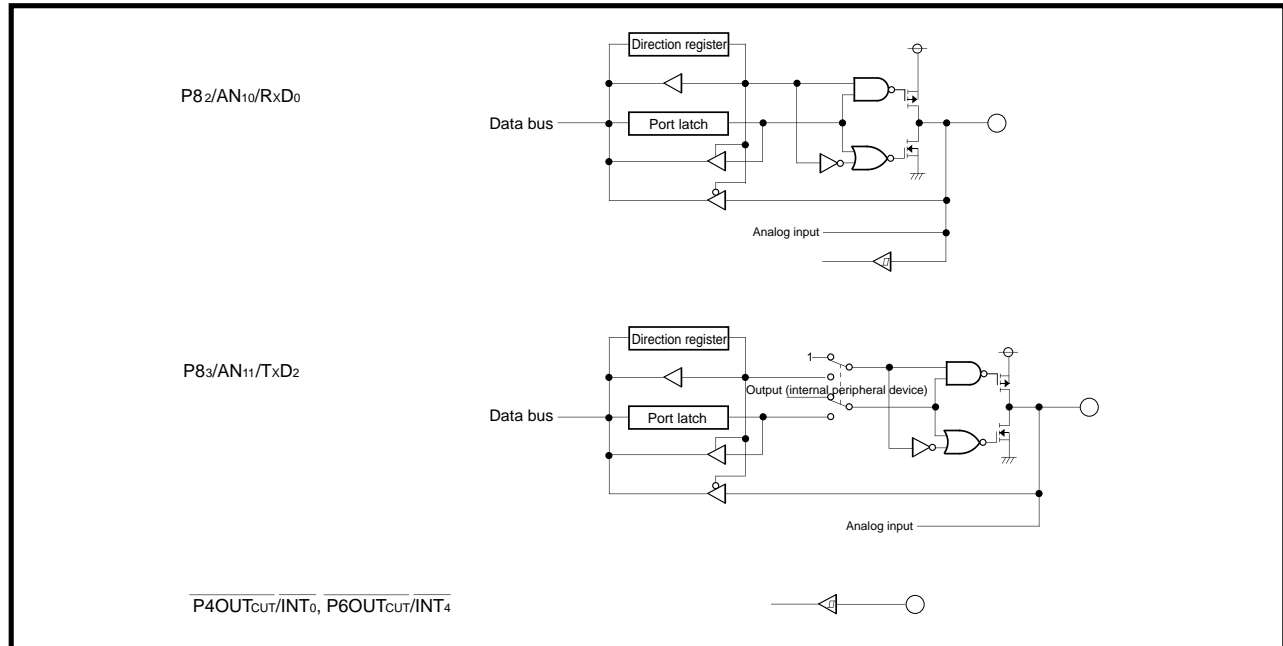 Direction register
P82/AN10/RxD0
Data bus
Port latch
Analog input
Direction register
P83/AN11/TxD2
1
Output (internal peripheral device)
Data bus
Port latch
Analog input
P4OUTCUT/INT0, P6OUTCUT/INT4